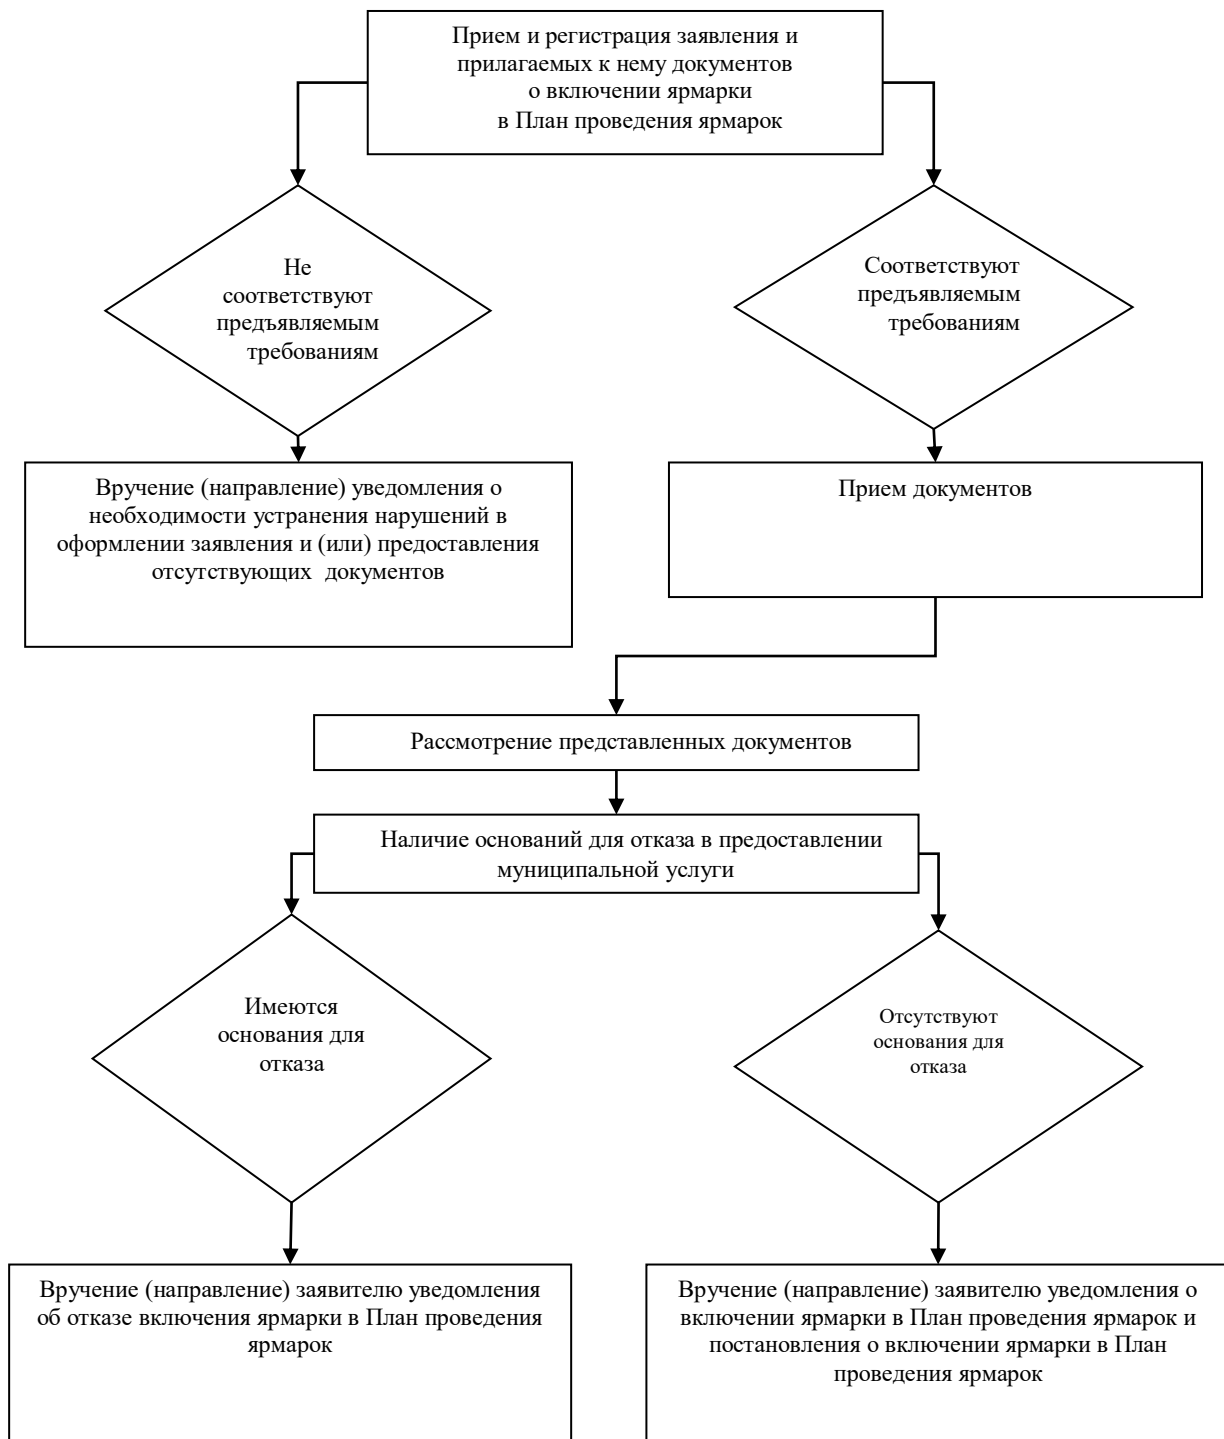 Прием и регистрация заявления и
прилагаемых к нему документов
о включении ярмарки
в План проведения ярмарок
Не
соответствуют
предъявляемым
требованиям
Соответствуют
предъявляемым
требованиям
Вручение (направление) уведомления о
необходимости устранения нарушений в
оформлении заявления и (или) предоставления
отсутствующих документов
Прием документов
Рассмотрение представленных документов
Наличие оснований для отказа в предоставлении
муниципальной услуги
Имеются
основания для
отказа
Отсутствуют
основания для
отказа
Вручение (направление) заявителю уведомления
об отказе включения ярмарки в План проведения
ярмарок
Вручение (направление) заявителю уведомления о
включении ярмарки в План проведения ярмарок и
постановления о включении ярмарки в План
проведения ярмарок